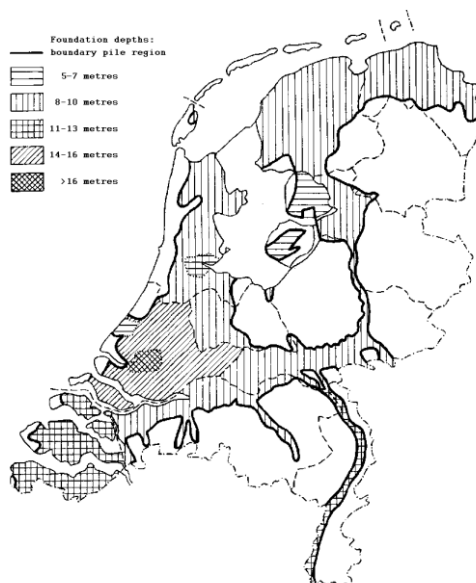 Foundation depths:
boundary pile region
5-7 metres
8-10 metres
11-13 metres
14-16 metres
>16 metres